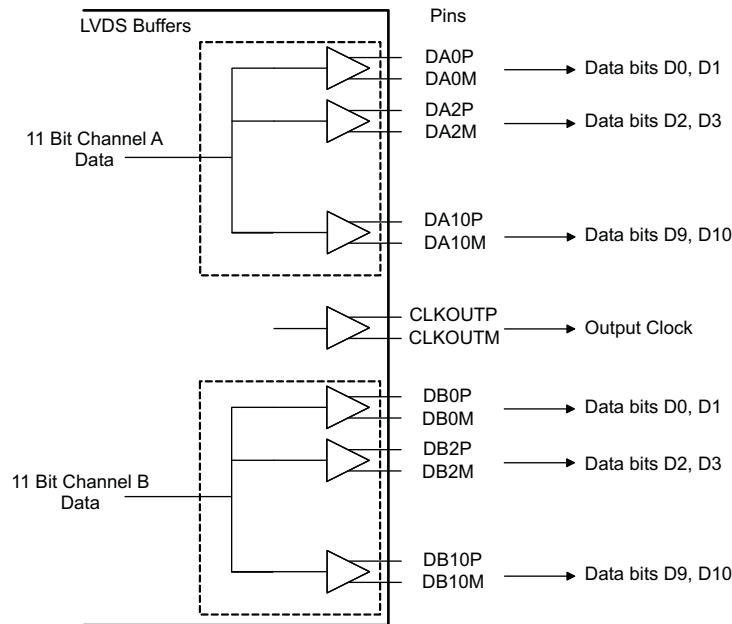 LVDS Buffers
Pins
DA0P
DA0M
Data bits D0, D1
DA2P
DA2M
Data bits D2, D3
11 Bit Channel A
Data
DA10P
DA10M
Data bits D9, D10
CLKOUTP
CLKOUTM
Output Clock
DB0P
DB0M
Data bits D0, D1
DB2P
DB2M
Data bits D2, D3
11 Bit Channel B
Data
DB10P
DB10M
Data bits D9, D10